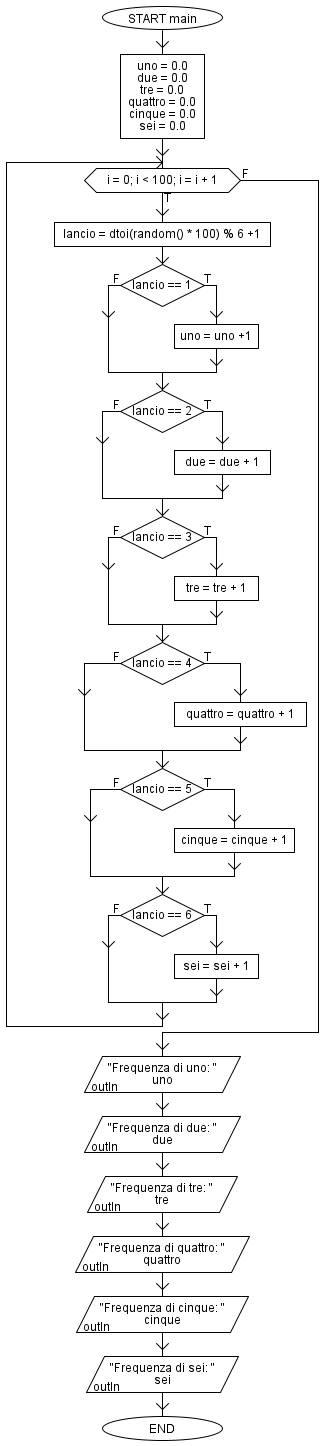 START main
uno = 0.0
due = 0.0
tre = 0.0
quattro = 0.0
cinque = 0.0
sei = 0.0
i = 0; i < 100; i = i + 1
F
T
lancio = dtoi(random() * 100) % 6 +1
F
lancio == 1
T
uno = uno +1
F
lancio == 2
T
due = due + 1
F
lancio == 3
T
tre = tre + 1
F
lancio == 4
T
quattro = quattro + 1
F
lancio == 5
T
cinque = cinque + 1
F
lancio == 6
T
sei = sei + 1
"Frequenza di uno: "
uno
outln
"Frequenza di due: "
due
outln
"Frequenza di tre: "
tre
outln
"Frequenza di quattro: "
quattro
outln
"Frequenza di cinque: "
cinque
outln
"Frequenza di sei: "
sei
outln
END